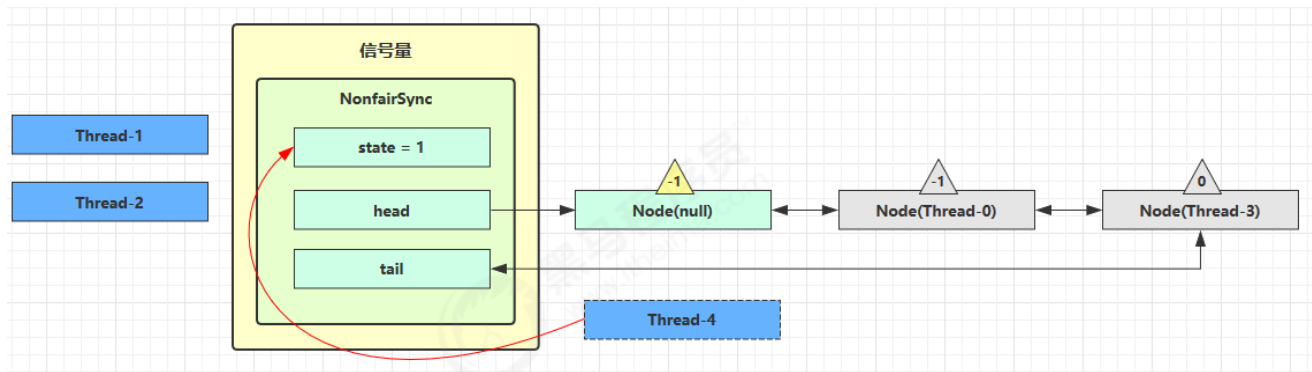 信号量
NonfairSync
Thread-1
state = 1
Thread-2
head
tail
-1
Node(null)
-1
Node(Thread-0)
0
Node(Thread-3)
Thread-4